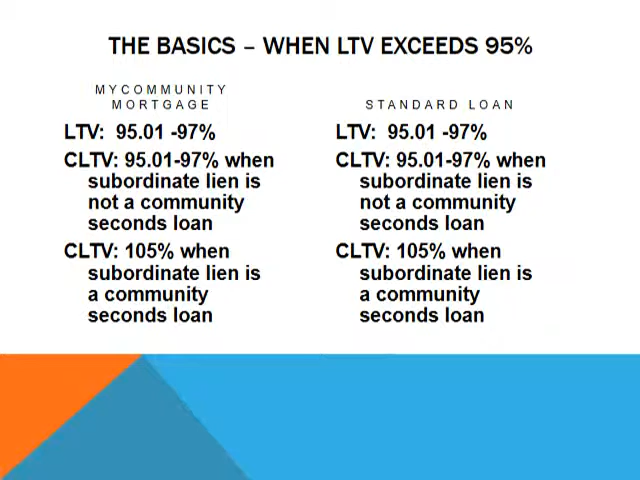 THE BASICS – WHEN LTV EXCEEDS 95%
MYCOMMUNITY
MORTGAGE
LTV:  95.01 -97%
CLTV: 95.01-97% when
subordinate lien is
not a community
seconds loan
CLTV: 105% when
subordinate lien is
a community
seconds loan
STANDARD LOAN
LTV:  95.01 -97%
CLTV: 95.01-97% when
subordinate lien is
not a community
seconds loan
CLTV: 105% when
subordinate lien is
a community
seconds loan